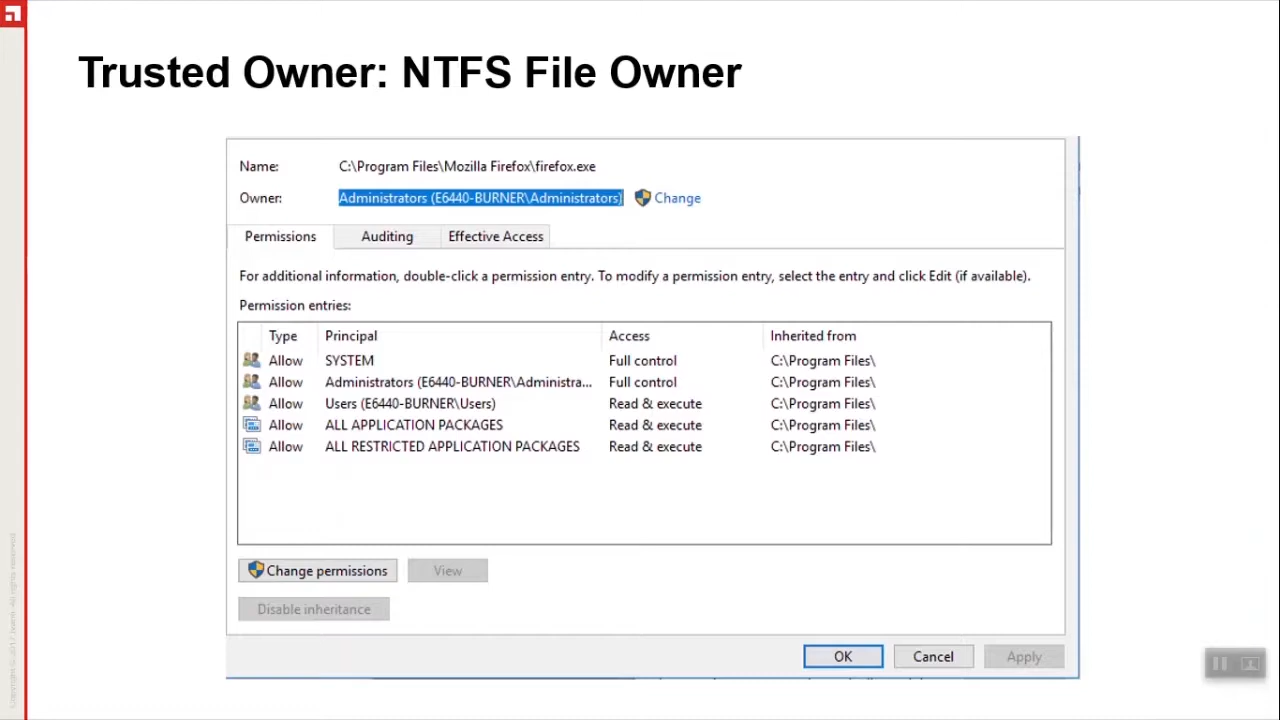 Trusted Owner: NTFS File Owner
Name: C:\Program Files\Mozilla Firefox\firefox.exe
Owner: Administrators (E6440-BURNER\Administrators) Change
Permissions Auditing Effective Access
For additional information, double-click a permission entry. To modify a permission entry, select the entry and click Edit (if available).
Permission entries:
Type Principal Access Inherited from
Allow SYSTEM Full control C:\Program Files\
Allow Administrators (E6440-BURNER\Administra... Full control C:\Program Files\
Allow Users (E6440-BURNER\Users) Read & execute C:\Program Files\
Allow ALL APPLICATION PACKAGES Read & execute C:\Program Files\
Allow ALL RESTRICTED APPLICATION PACKAGES Read & execute C:\Program Files\
Change permissions View
Disable inheritance
OK Cancel Apply